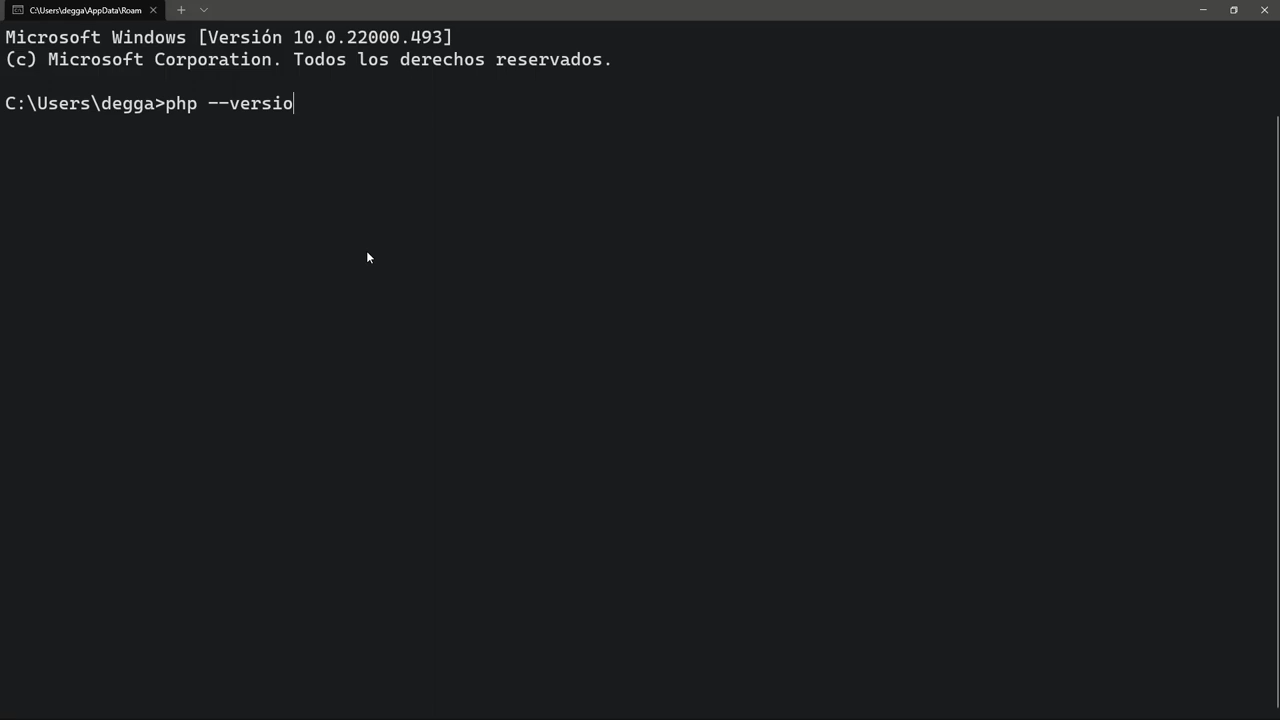 C:\Users\degga\AppData\Roam
Microsoft Windows [Versión 10.0.22000.493]
(c) Microsoft Corporation. Todos los derechos reservados.
C:\Users\degga>php --versio